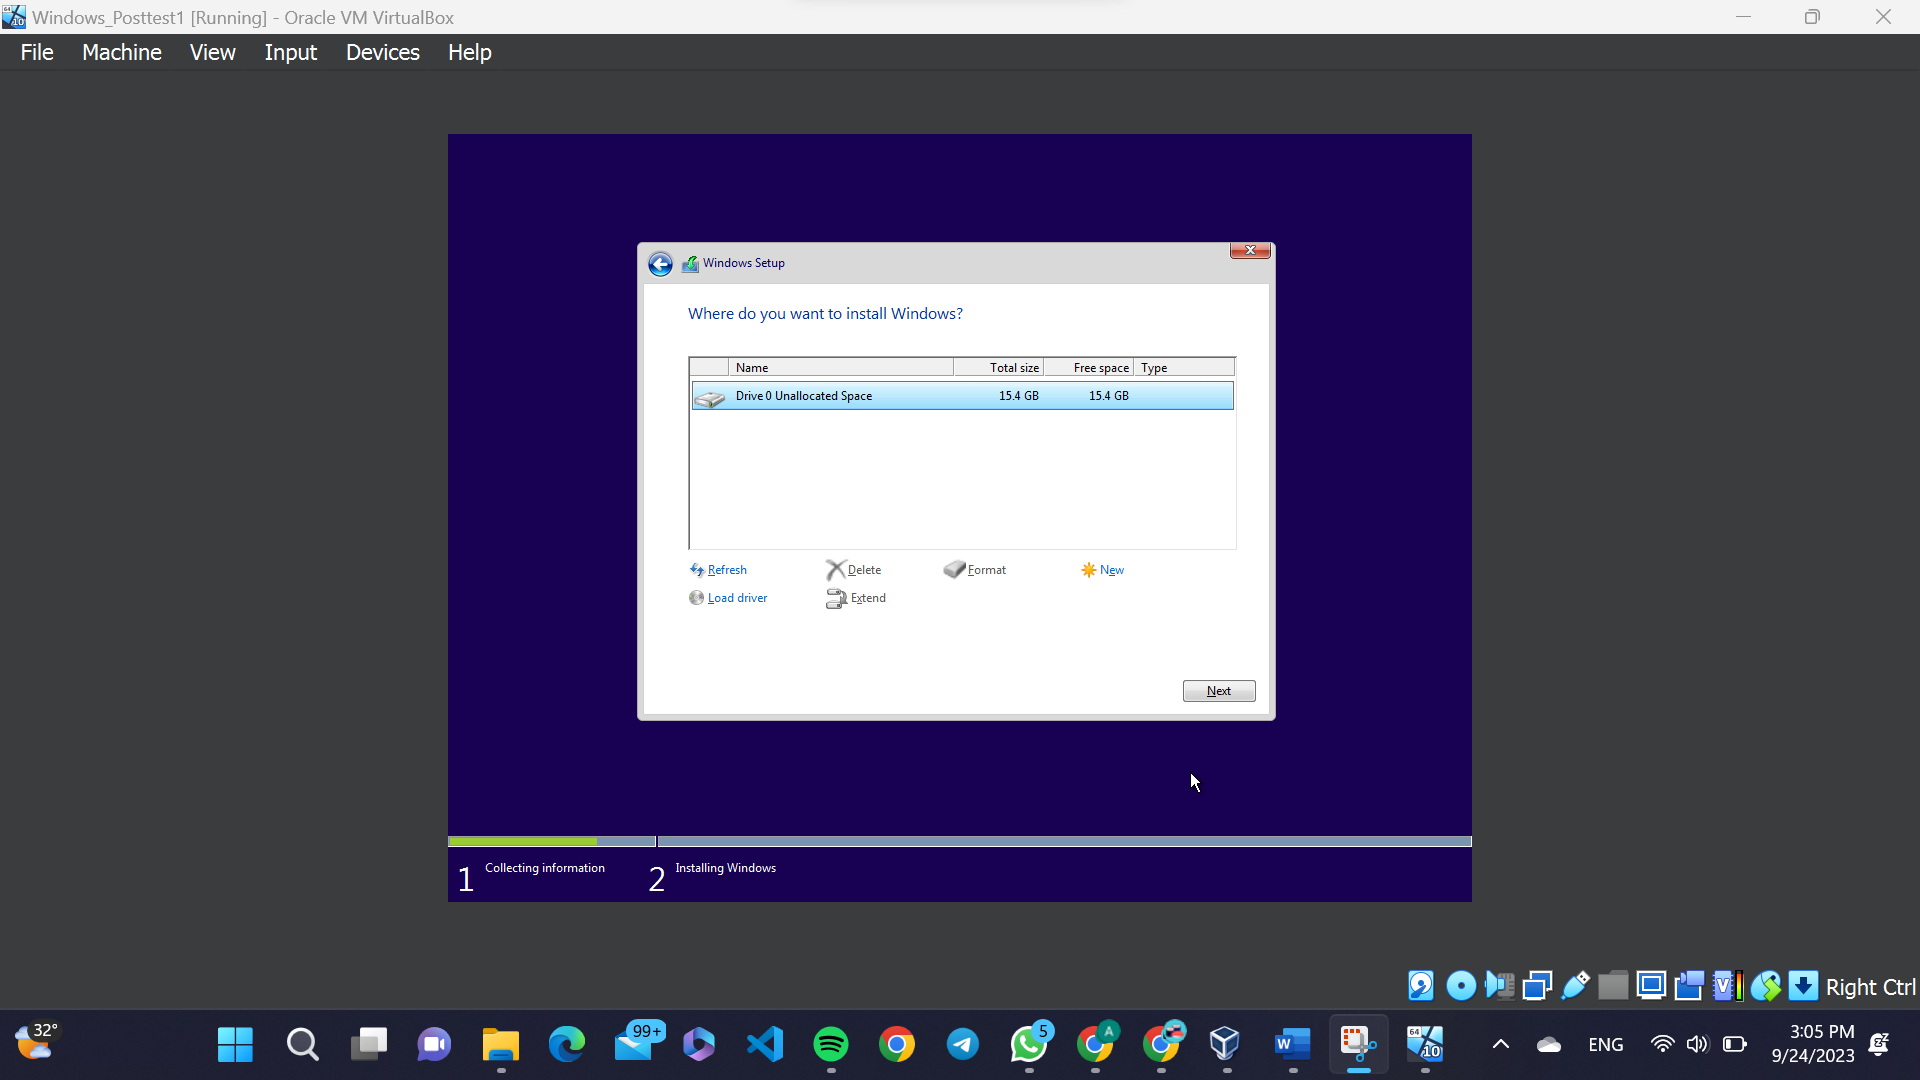 Windows_Posttest1 [Running] - Oracle VM VirtualBox
File Machine View Input Devices Help
Windows Setup
Where do you want to install Windows?
Name Total size Free space Type
Drive 0 Unallocated Space 15.4 GB 15.4 GB
Refresh Delete Format New
Load driver Extend
Next
1 Collecting information 2 Installing Windows
Right Ctrl
32°
99+
5
A
W
64
10
ENG
3:05 PM
9/24/2023